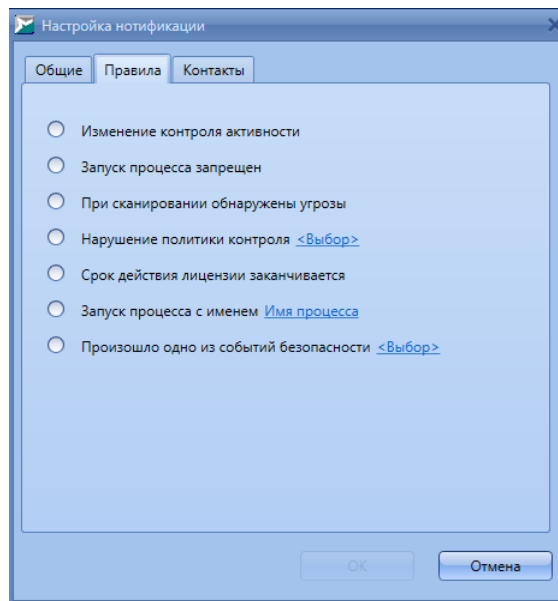 Настройка нотификации
Общие Правила Контакты
Изменение контроля активности
Запуск процесса запрещен
При сканировании обнаружены угрозы
Нарушение политики контроля <Выбор>
Срок действия лицензии заканчивается
Запуск процесса с именем Имя процесса
Произошло одно из событий безопасности <Выбор>
ОК Отмена